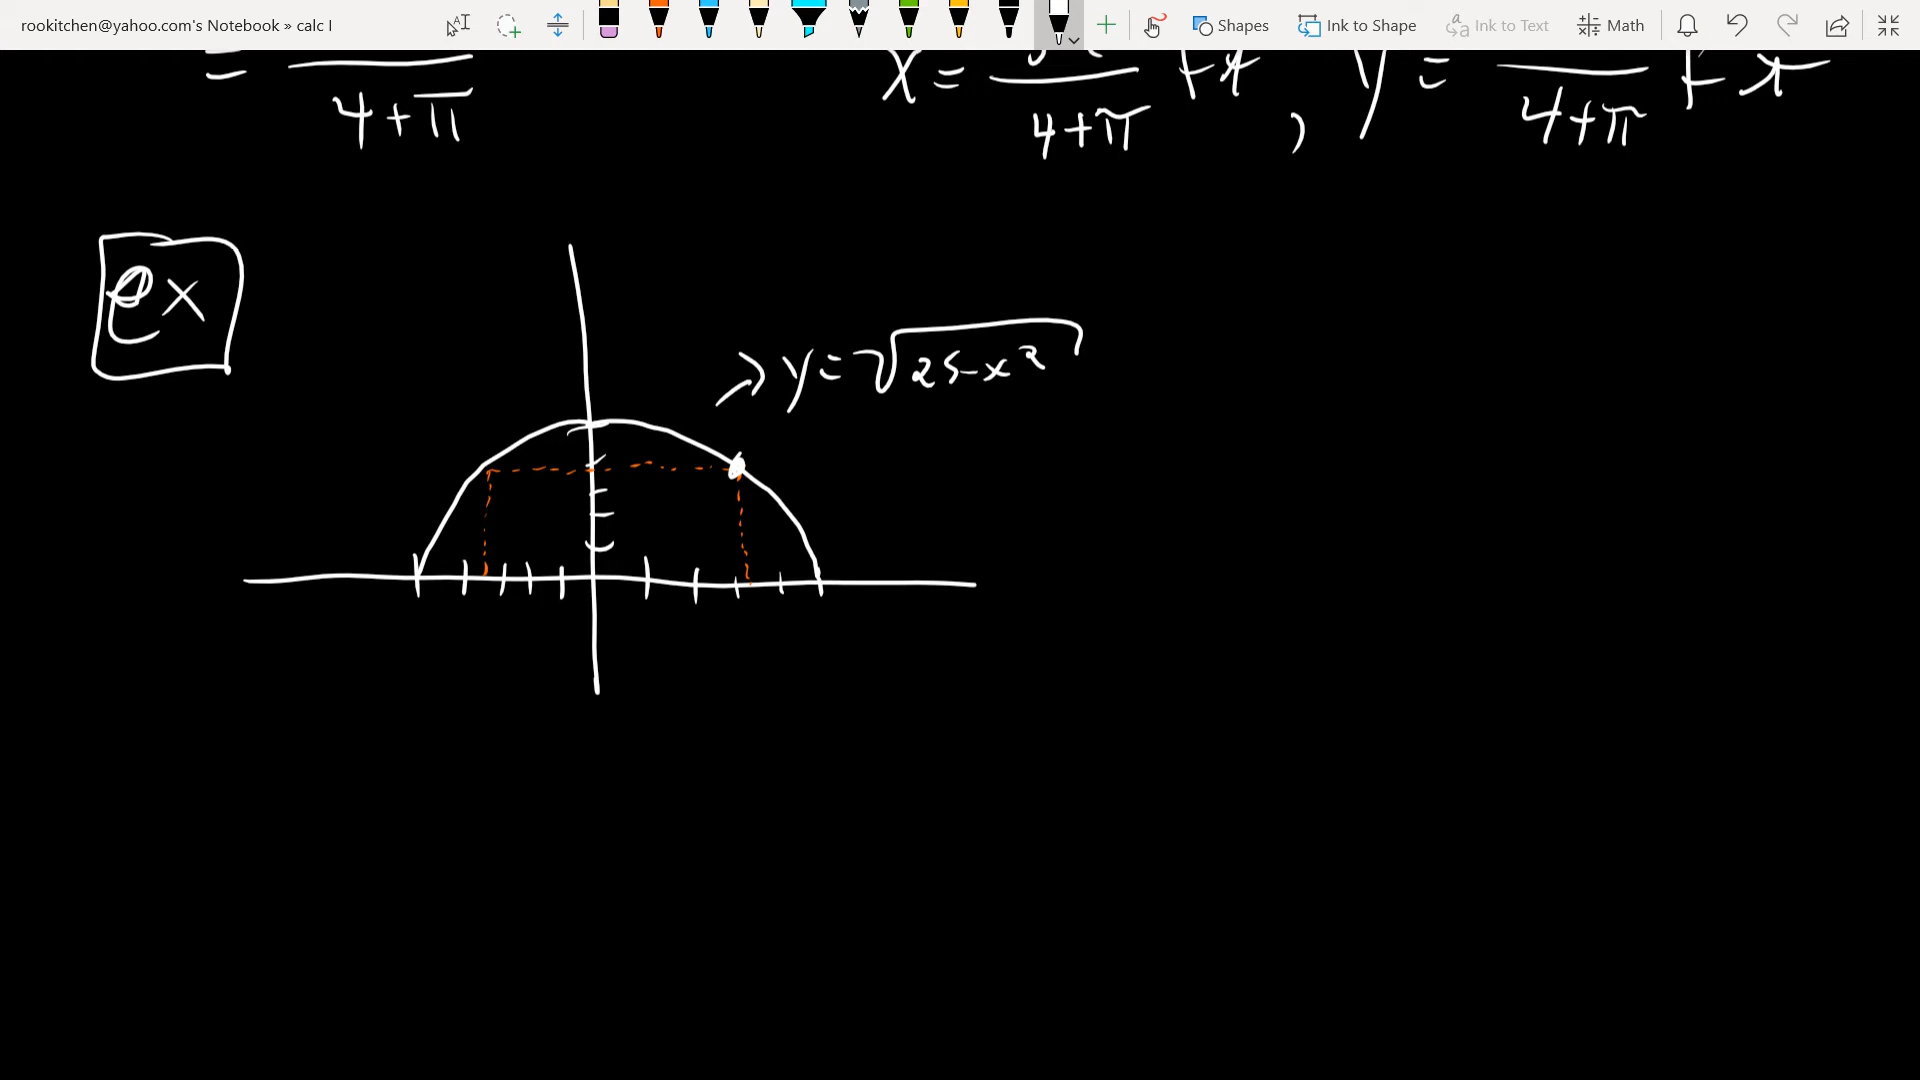 rookitchen@yahoo.com's Notebook » calc I
Shapes
Ink to Shape
Ink to Text
Math
=
4+π
x=
4+π
,
y=
4+π
ex
→ y=√25-x²